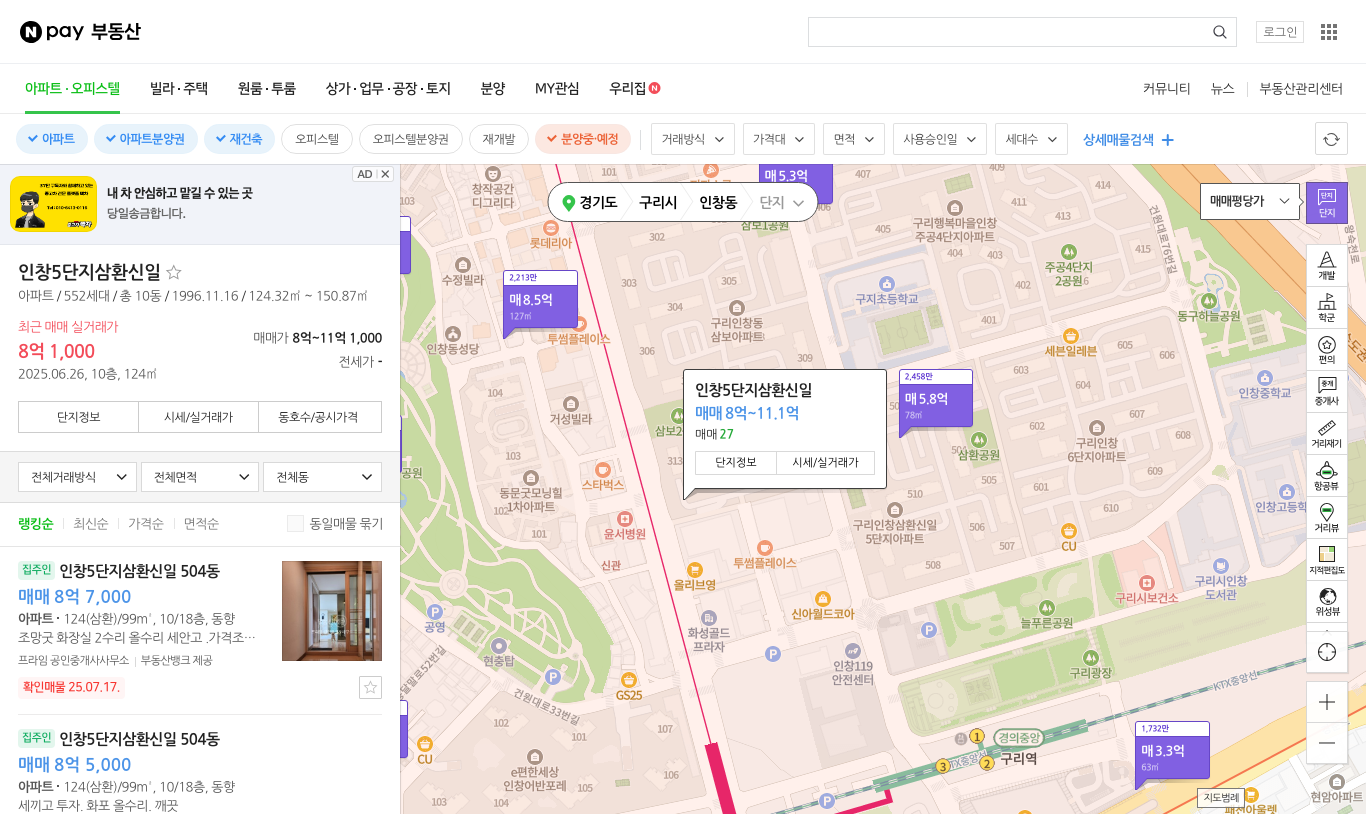 N pay 부동산
로그인
아파트·오피스텔
빌라·주택
원룸·투룸
상가·업무·공장·토지
분양
MY관심
우리집 N
커뮤니티
뉴스
부동산관리센터
아파트
아파트분양권
재건축
오피스텔
오피스텔분양권
재개발
분양중·예정
거래방식
가격대
면적
사용승인일
세대수
상세매물검색
AD
내 차 안심하고 맡길 수 있는 곳
당일송금합니다.
인창5단지삼환신일
아파트 / 552세대 / 총 10동 / 1996.11.16 / 124.32㎡ ~ 150.87㎡
최근 매매 실거래가
8억 1,000
2025.06.26, 10층, 124㎡
매매가 8억~11억 1,000
전세가 -
단지정보
시세/실거래가
동호수/공시가격
전체거래방식
전체면적
전체동
랭킹순
최신순
가격순
면적순
동일매물 묶기
집주인 인창5단지삼환신일 504동
매매 8억 7,000
아파트 · 124(삼환)/99m², 10/18층, 동향
조망굿 화장실 2수리 올수리 세안고 .가격조…
프라임 공인중개사사무소 | 부동산뱅크 제공
확인매물 25.07.17.
집주인 인창5단지삼환신일 504동
매매 8억 5,000
아파트 · 124(삼환)/99m², 10/18층, 동향
세끼고 투자. 화포 올수리. 깨끗
경기도
구리시
인창동
단지
매매평당가
단지
개발
학군
편의
중개
중개사
거리재기
항공뷰
거리뷰
지적편집도
위성뷰
매5.3억
2,213만
매8.5억
127㎡
2,458만
매5.8억
78㎡
1,732만
매3.3억
63㎡
인창5단지삼환신일
매매 8억~11.1억
매매 27
단지정보
시세/실거래가
창작공간
디그리다
407
406
405
롯데리아
302
삼보1공원
수정빌라
303
304
305
306
309
313
투썸플레이스
인창동성당
구리인창동
삼보아파트
구리행복마을인창
주공4단지아파트
주공4단지
2공원
건원대로76번길
구지초등학교
404
402
401
동구하늘공원
세븐일레븐
605
606
603
604
607
608
602
601
610
인창중학교
거성빌라
공원
103
동문굿모닝힐
1차아파트
102
101
스타벅스
윤서병원
신관
삼환공원
구리인창
6단지아파트
인창고등학
510
505
506
507
508
구리인창삼환신일
5단지아파트
CU
투썸플레이스
올리브영
신아월드코아
화성골드
프라자
구리시보건소
구리시인창
도서관
늘푸른공원
구리광장
인창119
안전센터
공영
현충탑
건원대로33번길
GS25
CU
102
101
107
106
105
104
103
e편한세상
인창어반포레
KTX중앙선
경의중앙
구리역
1
2
3
현암아파트
패션아울렛
지도범례